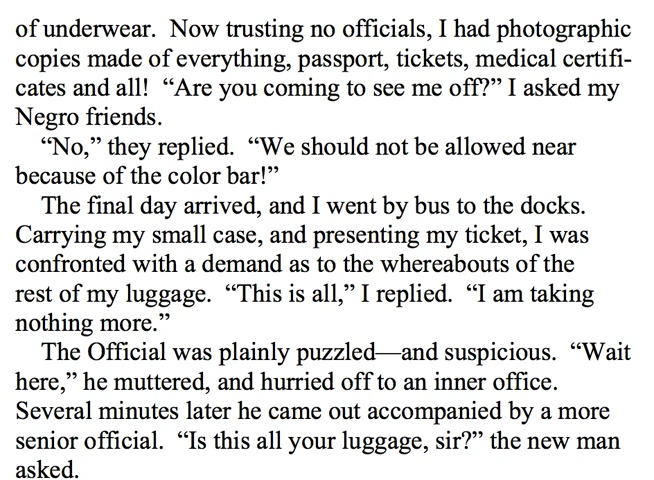 of underwear.  Now trusting no officials, I had photographic
copies made of everything, passport, tickets, medical certifi-
cates and all!  “Are you coming to see me off?” I asked my
Negro friends.
“No,” they replied.  “We should not be allowed near
because of the color bar!”
The final day arrived, and I went by bus to the docks.
Carrying my small case, and presenting my ticket, I was
confronted with a demand as to the whereabouts of the
rest of my luggage.  “This is all,” I replied.  “I am taking
nothing more.”
The Official was plainly puzzled—and suspicious.  “Wait
here,” he muttered, and hurried off to an inner office.
Several minutes later he came out accompanied by a more
senior official.  “Is this all your luggage, sir?” the new man
asked.